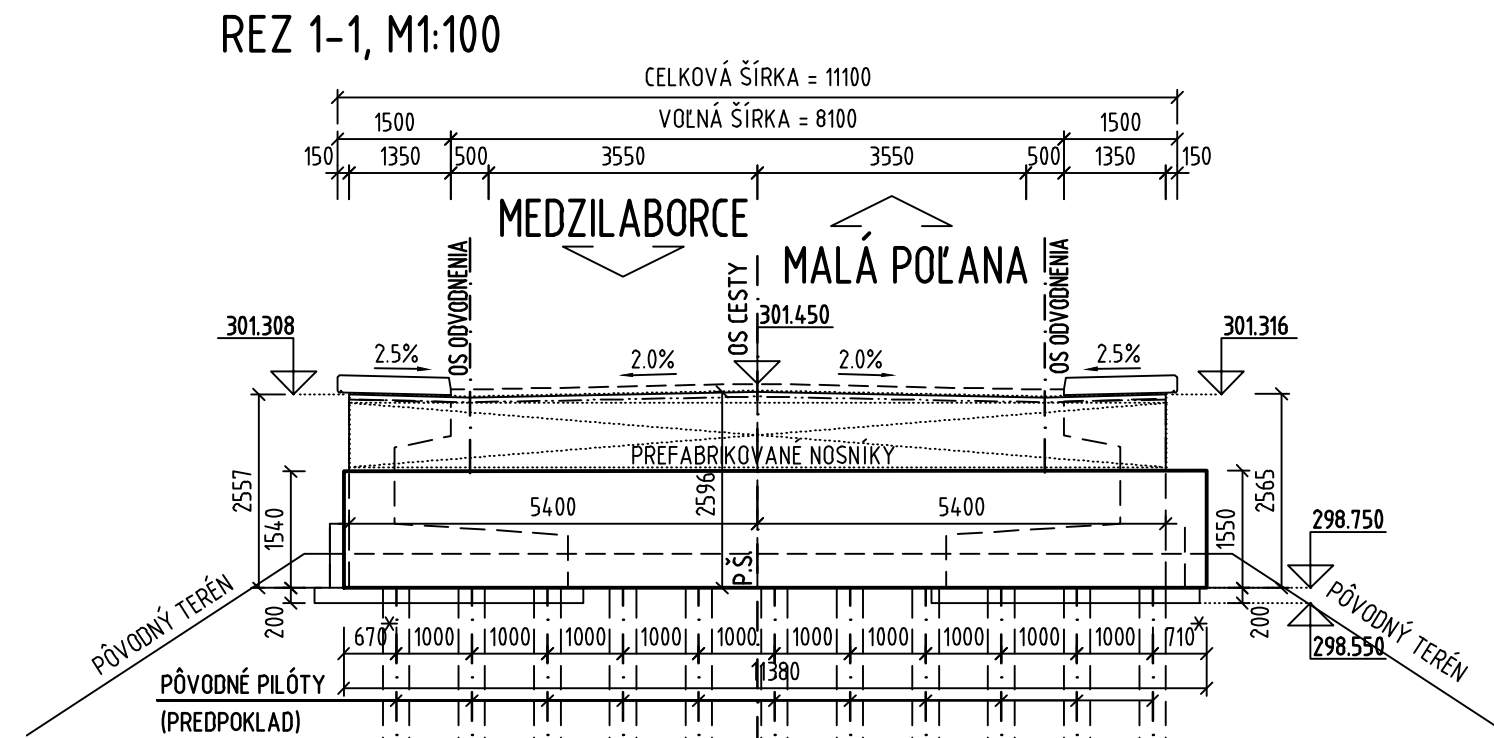 REZ 1-1, M1:100
CELKOVÁ ŠÍRKA = 11100
1500
VOĽNÁ ŠÍRKA = 8100
1500
150
1350
500
3550
3550
500
1350
150
MEDZILABORCE
MALÁ POĽANA
OS ODVODNENIA
OS CESTY
OS ODVODNENIA
301.308
301.450
301.316
2.5%
2.0%
2.0%
2.5%
PREFABRIKOVANÉ NOSNÍKY
2557
1540
2596
5400
5400
1550
2565
298.750
P.Š.
PÔVODNÝ TERÉN
200
200
PÔVODNÝ TERÉN
298.550
670*
1000
1000
1000
1000
1000
1000
1000
1000
1000
1000
710*
11380
PÔVODNÉ PILÓTY
(PREDPOKLAD)